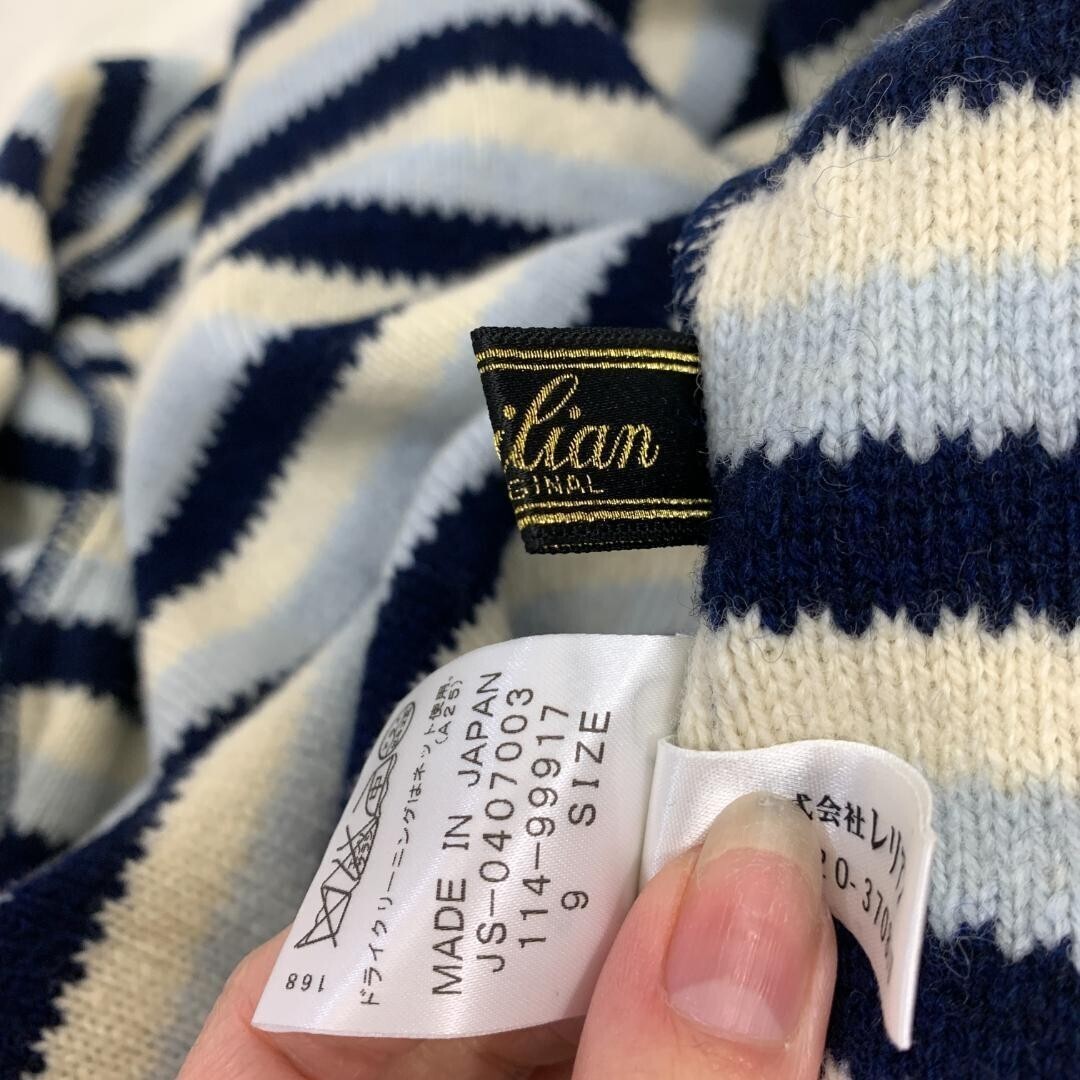 ilian
GINAL
ドライクリーニングはネット使用
(A25)
MADE IN JAPAN
JS-0407003
114-99917
9 SIZE
168
式会社レリア
20-370